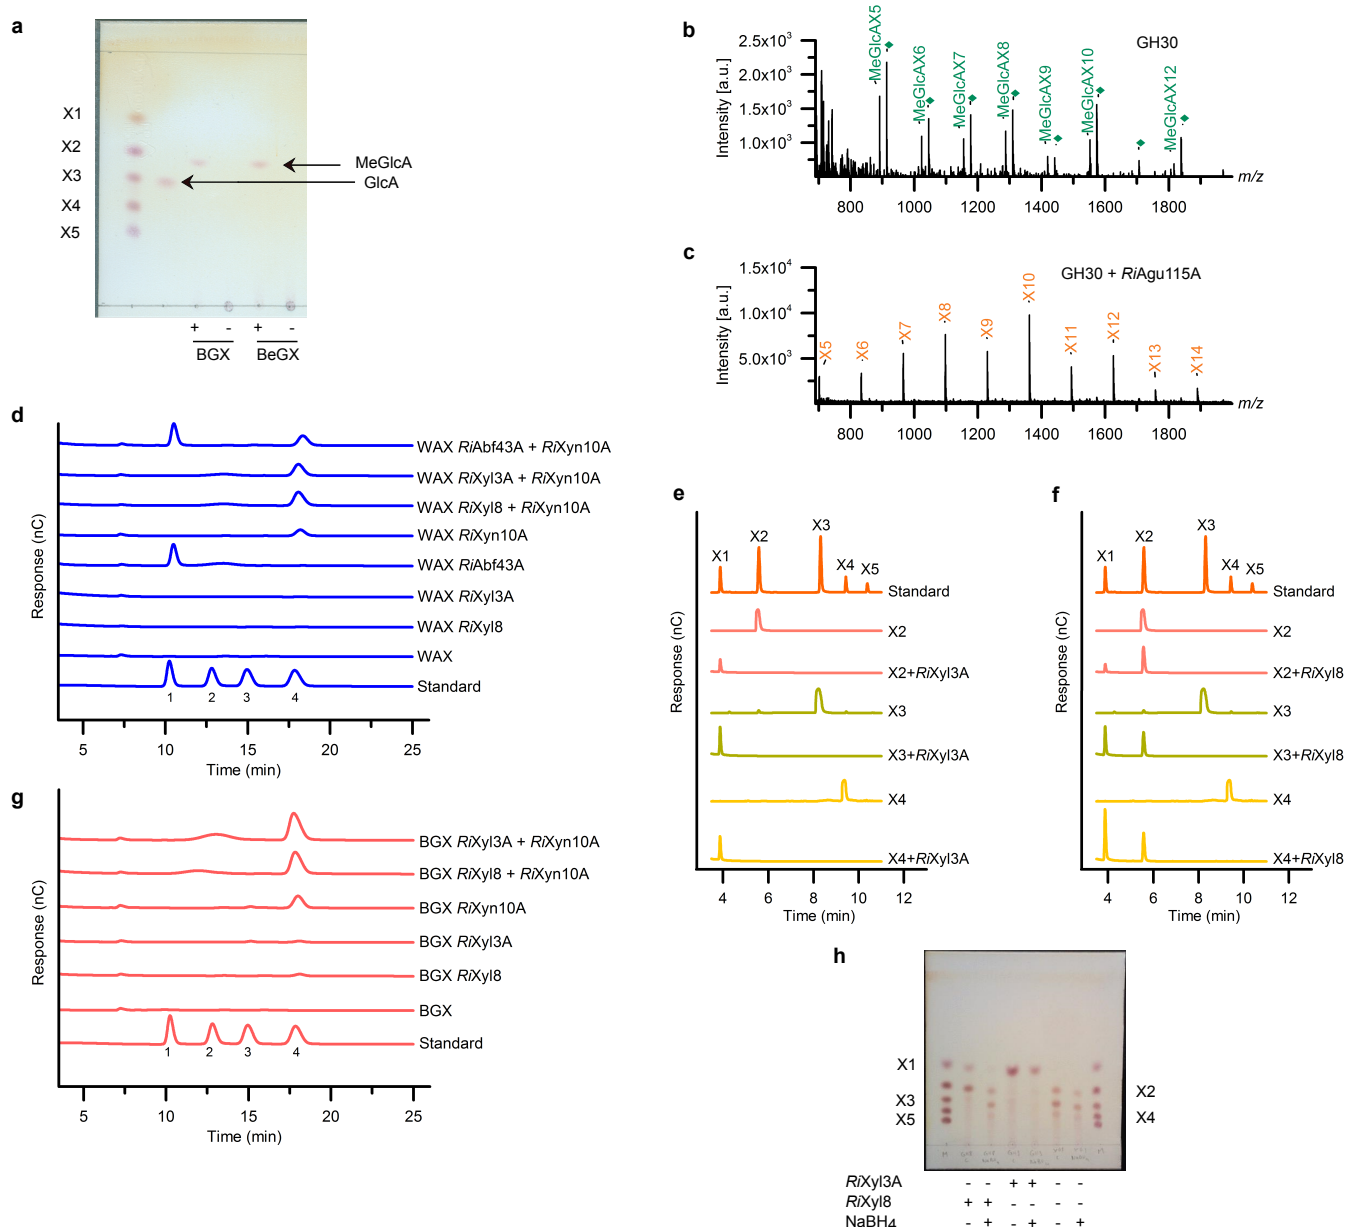 a
X1
X2
X3
X4
X5
MeGlcA
GlcA
+ - + -
BGX BeGX
b
GH30
Intensity [a.u.]
2.5x10³
2.0x10³
1.5x10³
1.0x10³
MeGlcAX5
MeGlcAX6
MeGlcAX7
MeGlcAX8
MeGlcAX9
MeGlcAX10
MeGlcAX12
800 1000 1200 1400 1600 1800
m/z
c
GH30 + RiAgu115A
Intensity [a.u.]
1.5x10⁴
1.0x10⁴
5.0x10³
X5
X6
X7
X8
X9
X10
X11
X12
X13
X14
800 1000 1200 1400 1600 1800
m/z
d
Response (nC)
WAX RiAbf43A + RiXyn10A
WAX RiXyl3A + RiXyn10A
WAX RiXyl8 + RiXyn10A
WAX RiXyn10A
WAX RiAbf43A
WAX RiXyl3A
WAX RiXyl8
WAX
Standard
1 2 3 4
5 10 15 20 25
Time (min)
e
Response (nC)
X1 X2 X3 X4 X5
Standard
X2
X2+RiXyl3A
X3
X3+RiXyl3A
X4
X4+RiXyl3A
4 6 8 10 12
Time (min)
f
Response (nC)
X1 X2 X3 X4 X5
Standard
X2
X2+RiXyl8
X3
X3+RiXyl8
X4
X4+RiXyl8
4 6 8 10 12
Time (min)
g
Response (nC)
BGX RiXyl3A + RiXyn10A
BGX RiXyl8 + RiXyn10A
BGX RiXyn10A
BGX RiXyl3A
BGX RiXyl8
BGX
Standard
1 2 3 4
5 10 15 20 25
Time (min)
h
X1
X3
X5
X2
X4
RiXyl3A - - + + - -
RiXyl8 + + - - - -
NaBH4 - + - + - +